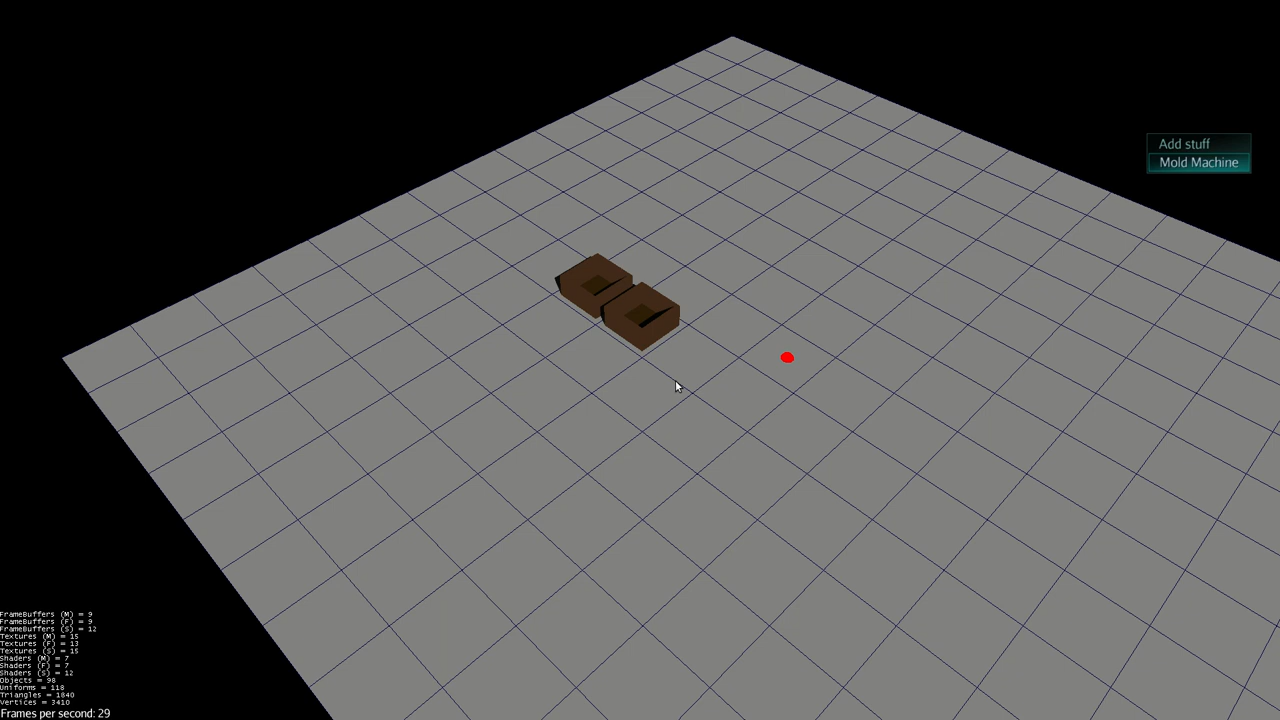 Add stuff
Mold Machine
FrameBuffers (M) = 9
FrameBuffers (F) = 9
FrameBuffers (S) = 12
Textures (M) = 15
Textures (F) = 13
Textures (S) = 15
Shaders (M) = 7
Shaders (F) = 7
Shaders (S) = 12
Objects = 98
Uniforms = 118
Triangles = 1840
Vertices = 3410
Frames per second: 29